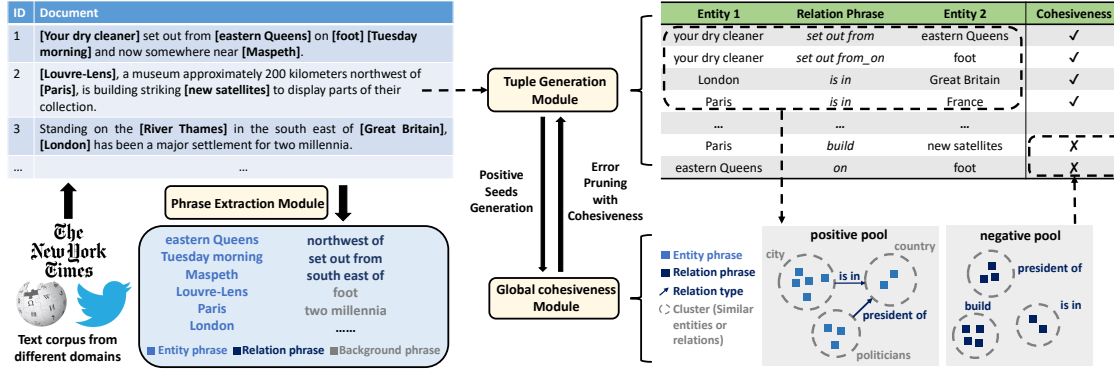 ID Document
1 [Your dry cleaner] set out from [eastern Queens] on [foot] [Tuesday
morning] and now somewhere near [Maspeth].
2 [Louvre-Lens], a museum approximately 200 kilometers northwest of
[Paris], is building striking [new satellites] to display parts of their
collection.
3 Standing on the [River Thames] in the south east of [Great Britain],
[London] has been a major settlement for two millennia.
... ...
The
New York
Times
Text corpus from
different domains
Phrase Extraction Module
eastern Queens
Tuesday morning
Maspeth
Louvre-Lens
Paris
London
northwest of
set out from
south east of
foot
two millennia
......
Entity phrase Relation phrase Background phrase
Tuple Generation
Module
Positive
Seeds
Generation
Error
Pruning
with
Cohesiveness
Global cohesiveness
Module
Entity 1 Relation Phrase Entity 2 Cohesiveness
your dry cleaner set out from eastern Queens ✓
your dry cleaner set out from_on foot ✓
London is in Great Britain ✓
Paris is in France ✓
... ... ...
Paris build new satellites ✗
eastern Queens on foot ✗
Entity phrase
Relation phrase
Relation type
Cluster (Similar
entities or
relations)
positive pool
city
country
is in
president of
politicians
negative pool
president of
build
is in